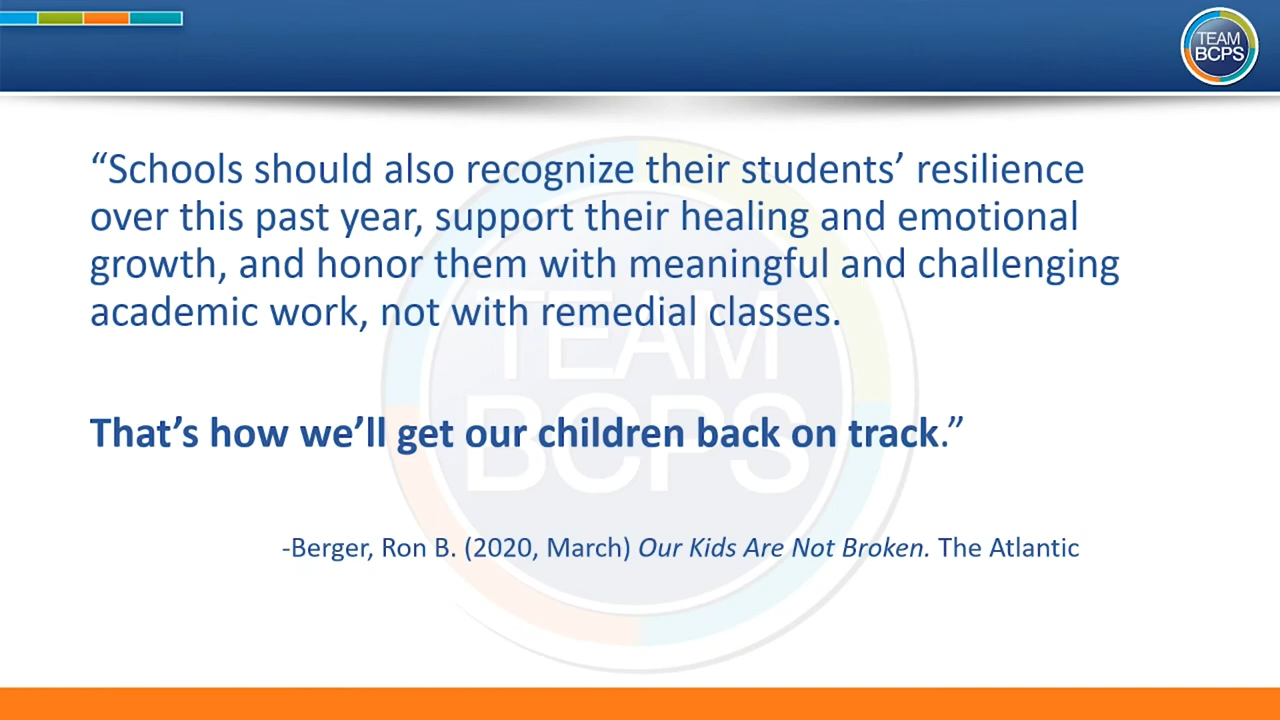 TEAM
BCPS
“Schools should also recognize their students’ resilience
over this past year, support their healing and emotional
growth, and honor them with meaningful and challenging
academic work, not with remedial classes.
That’s how we’ll get our children back on track.”
-Berger, Ron B. (2020, March) Our Kids Are Not Broken. The Atlantic
TEAM
BCPS